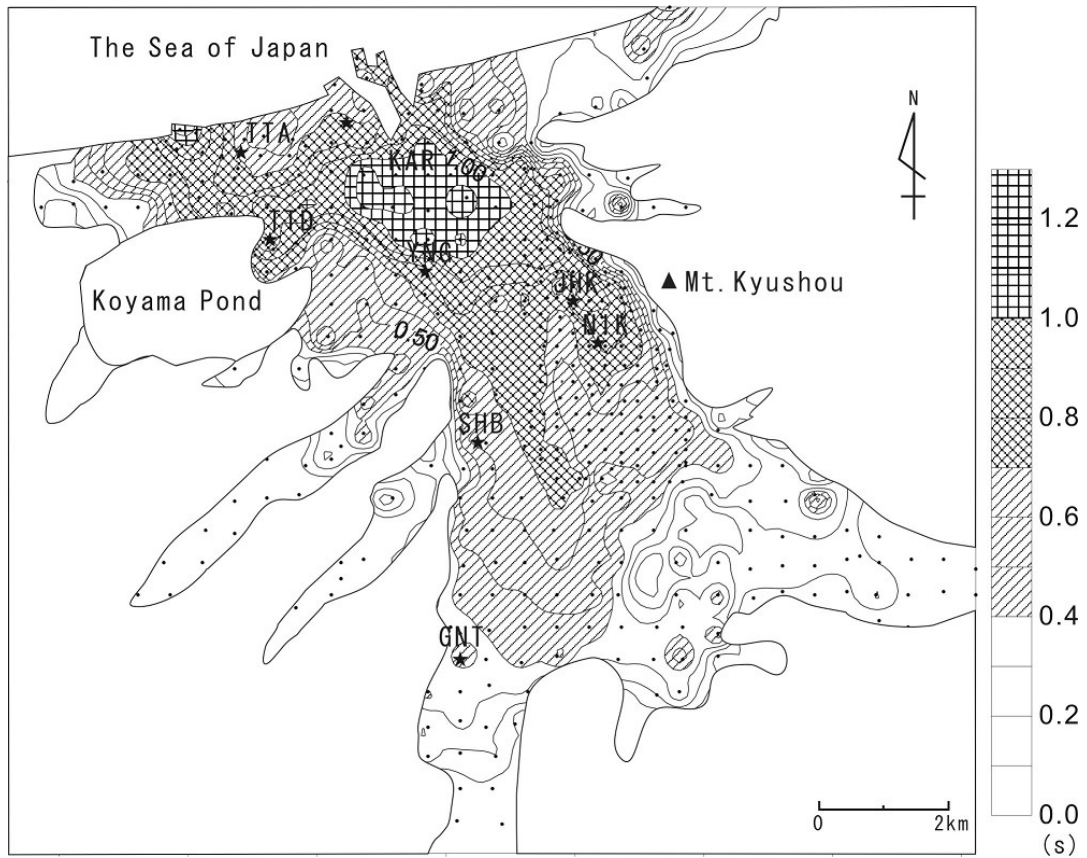 The Sea of Japan
N
TTA
KAR 1.00
TTD
YNG
JHK
Mt. Kyushou
Koyama Pond
NIK
0.50
SHB
GNT
0 2km
1.2
1.0
0.8
0.6
0.4
0.2
0.0
(s)